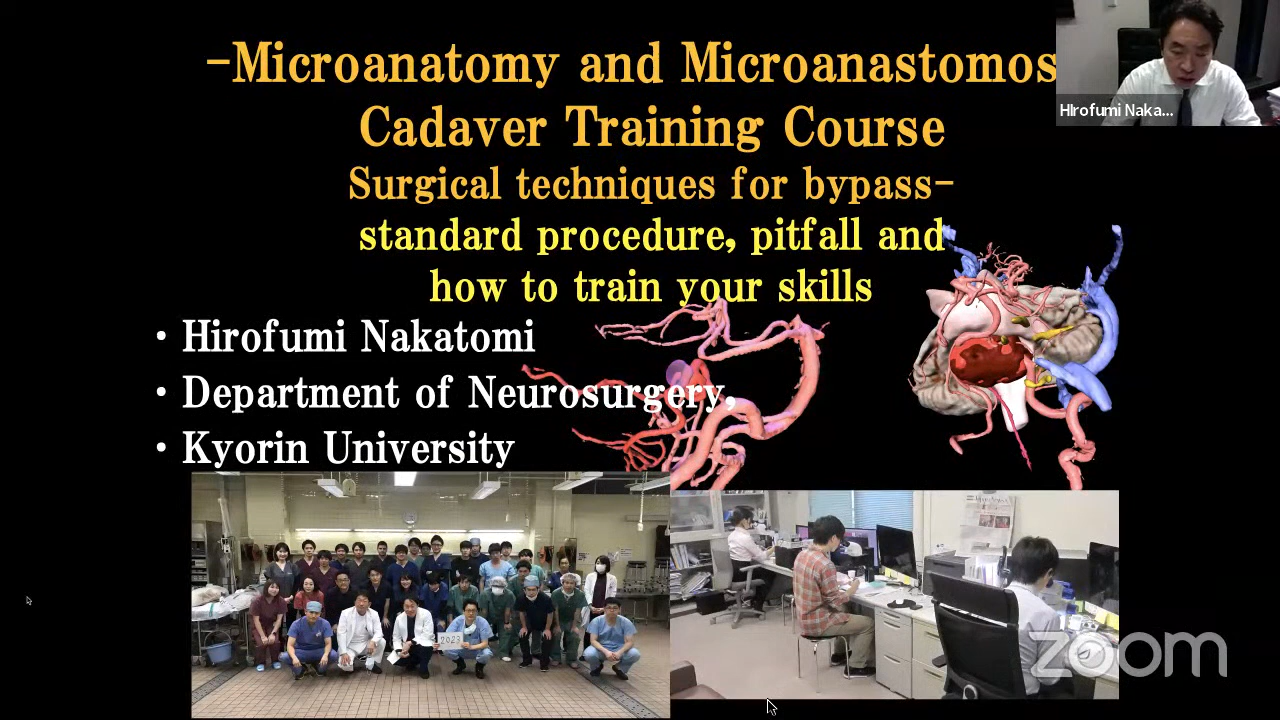 -Microanatomy and Microanastomos
Cadaver Training Course
Surgical techniques for bypass-
standard procedure, pitfall and
how to train your skills
• Hirofumi Nakatomi
• Department of Neurosurgery,
• Kyorin University
Hirofumi Naka...
2023
zoom